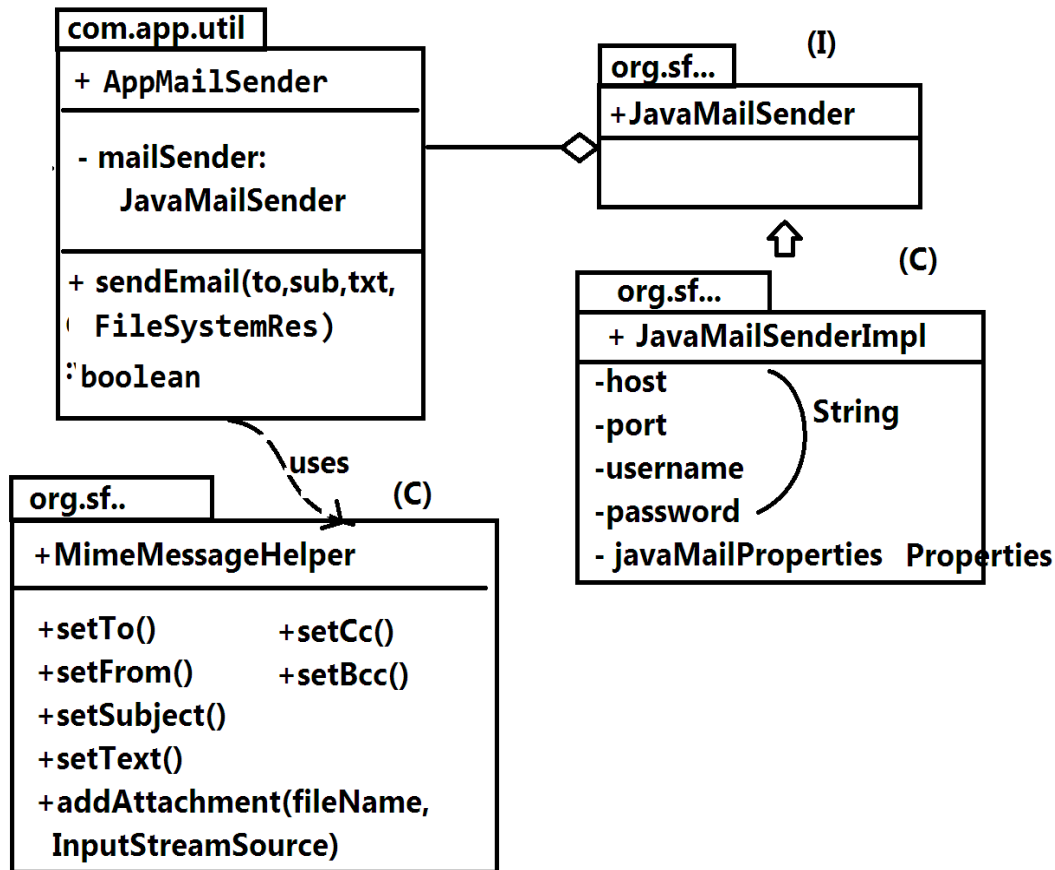 com.app.util
+ AppMailSender
- mailSender:
JavaMailSender
+ sendEmail(to,sub,txt,
FileSystemRes)
:boolean
(I)
org.sf...
+JavaMailSender
(C)
org.sf...
+ JavaMailSenderImpl
-host
-port
-username
-password
String
- javaMailProperties Properties
uses
org.sf..
(C)
+MimeMessageHelper
+setTo() +setCc()
+setFrom() +setBcc()
+setSubject()
+setText()
+addAttachment(fileName,
InputStreamSource)